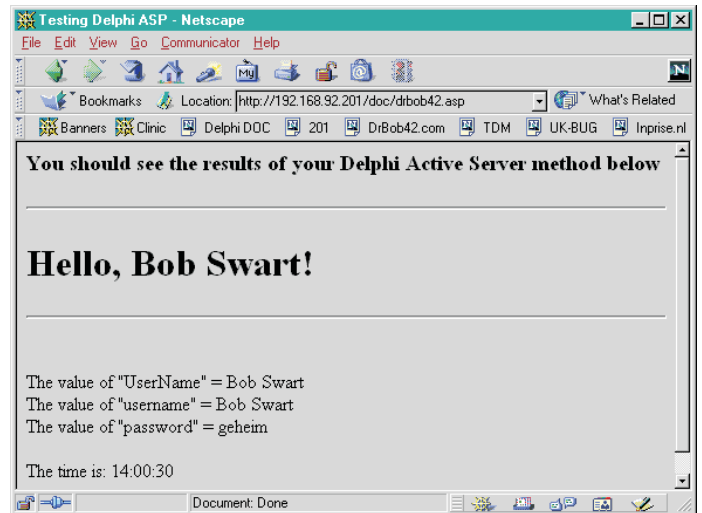 Testing Delphi ASP - Netscape
File Edit View Go Communicator Help
My N
Bookmarks Location: http://192.168.92.201/doc/drbob42.asp What's Related
Banners Clinic Delphi DOC 201 DrBob42.com TDM UK-BUG Inprise.nl
You should see the results of your Delphi Active Server method below
Hello, Bob Swart!
The value of "UserName" = Bob Swart
The value of "username" = Bob Swart
The value of "password" = geheim
The time is: 14:00:30
Document: Done